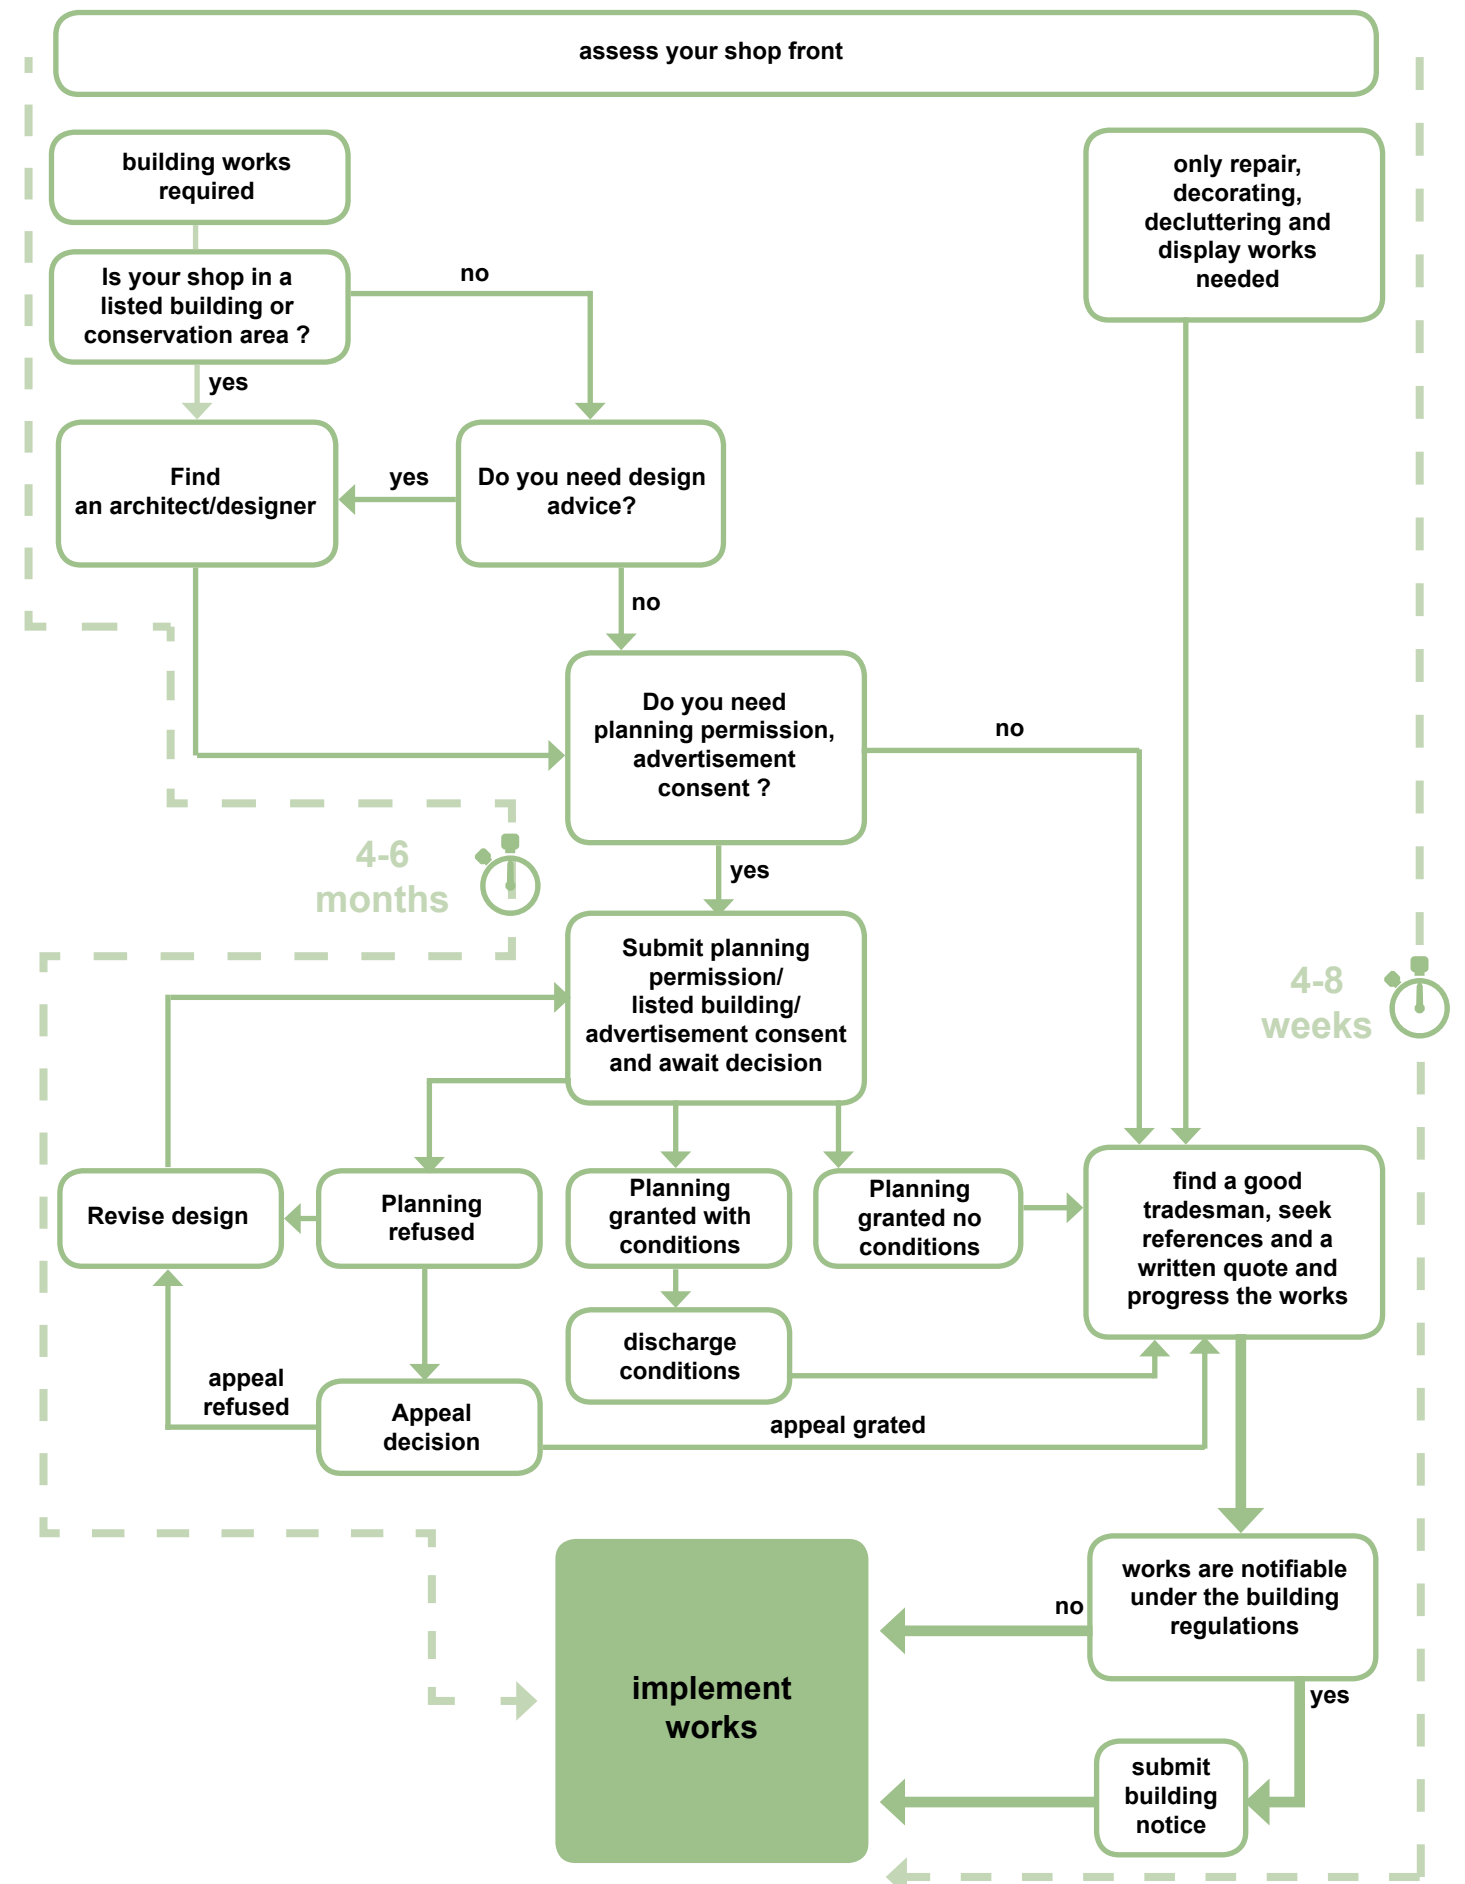 assess your shop front
building works
required
only repair,
decorating,
decluttering and
display works
needed
Is your shop in a
listed building or
conservation area ?
no
yes
Find
an architect/designer
yes
Do you need design
advice?
no
Do you need
planning permission,
advertisement
consent ?
no
4-6
months
yes
Submit planning
permission/
listed building/
advertisement consent
and await decision
4-8
weeks
Revise design
Planning
refused
Planning
granted with
conditions
Planning
granted no
conditions
find a good
tradesman, seek
references and a
written quote and
progress the works
discharge
conditions
appeal
refused
Appeal
decision
appeal grated
works are notifiable
under the building
regulations
no
yes
implement
works
submit
building
notice